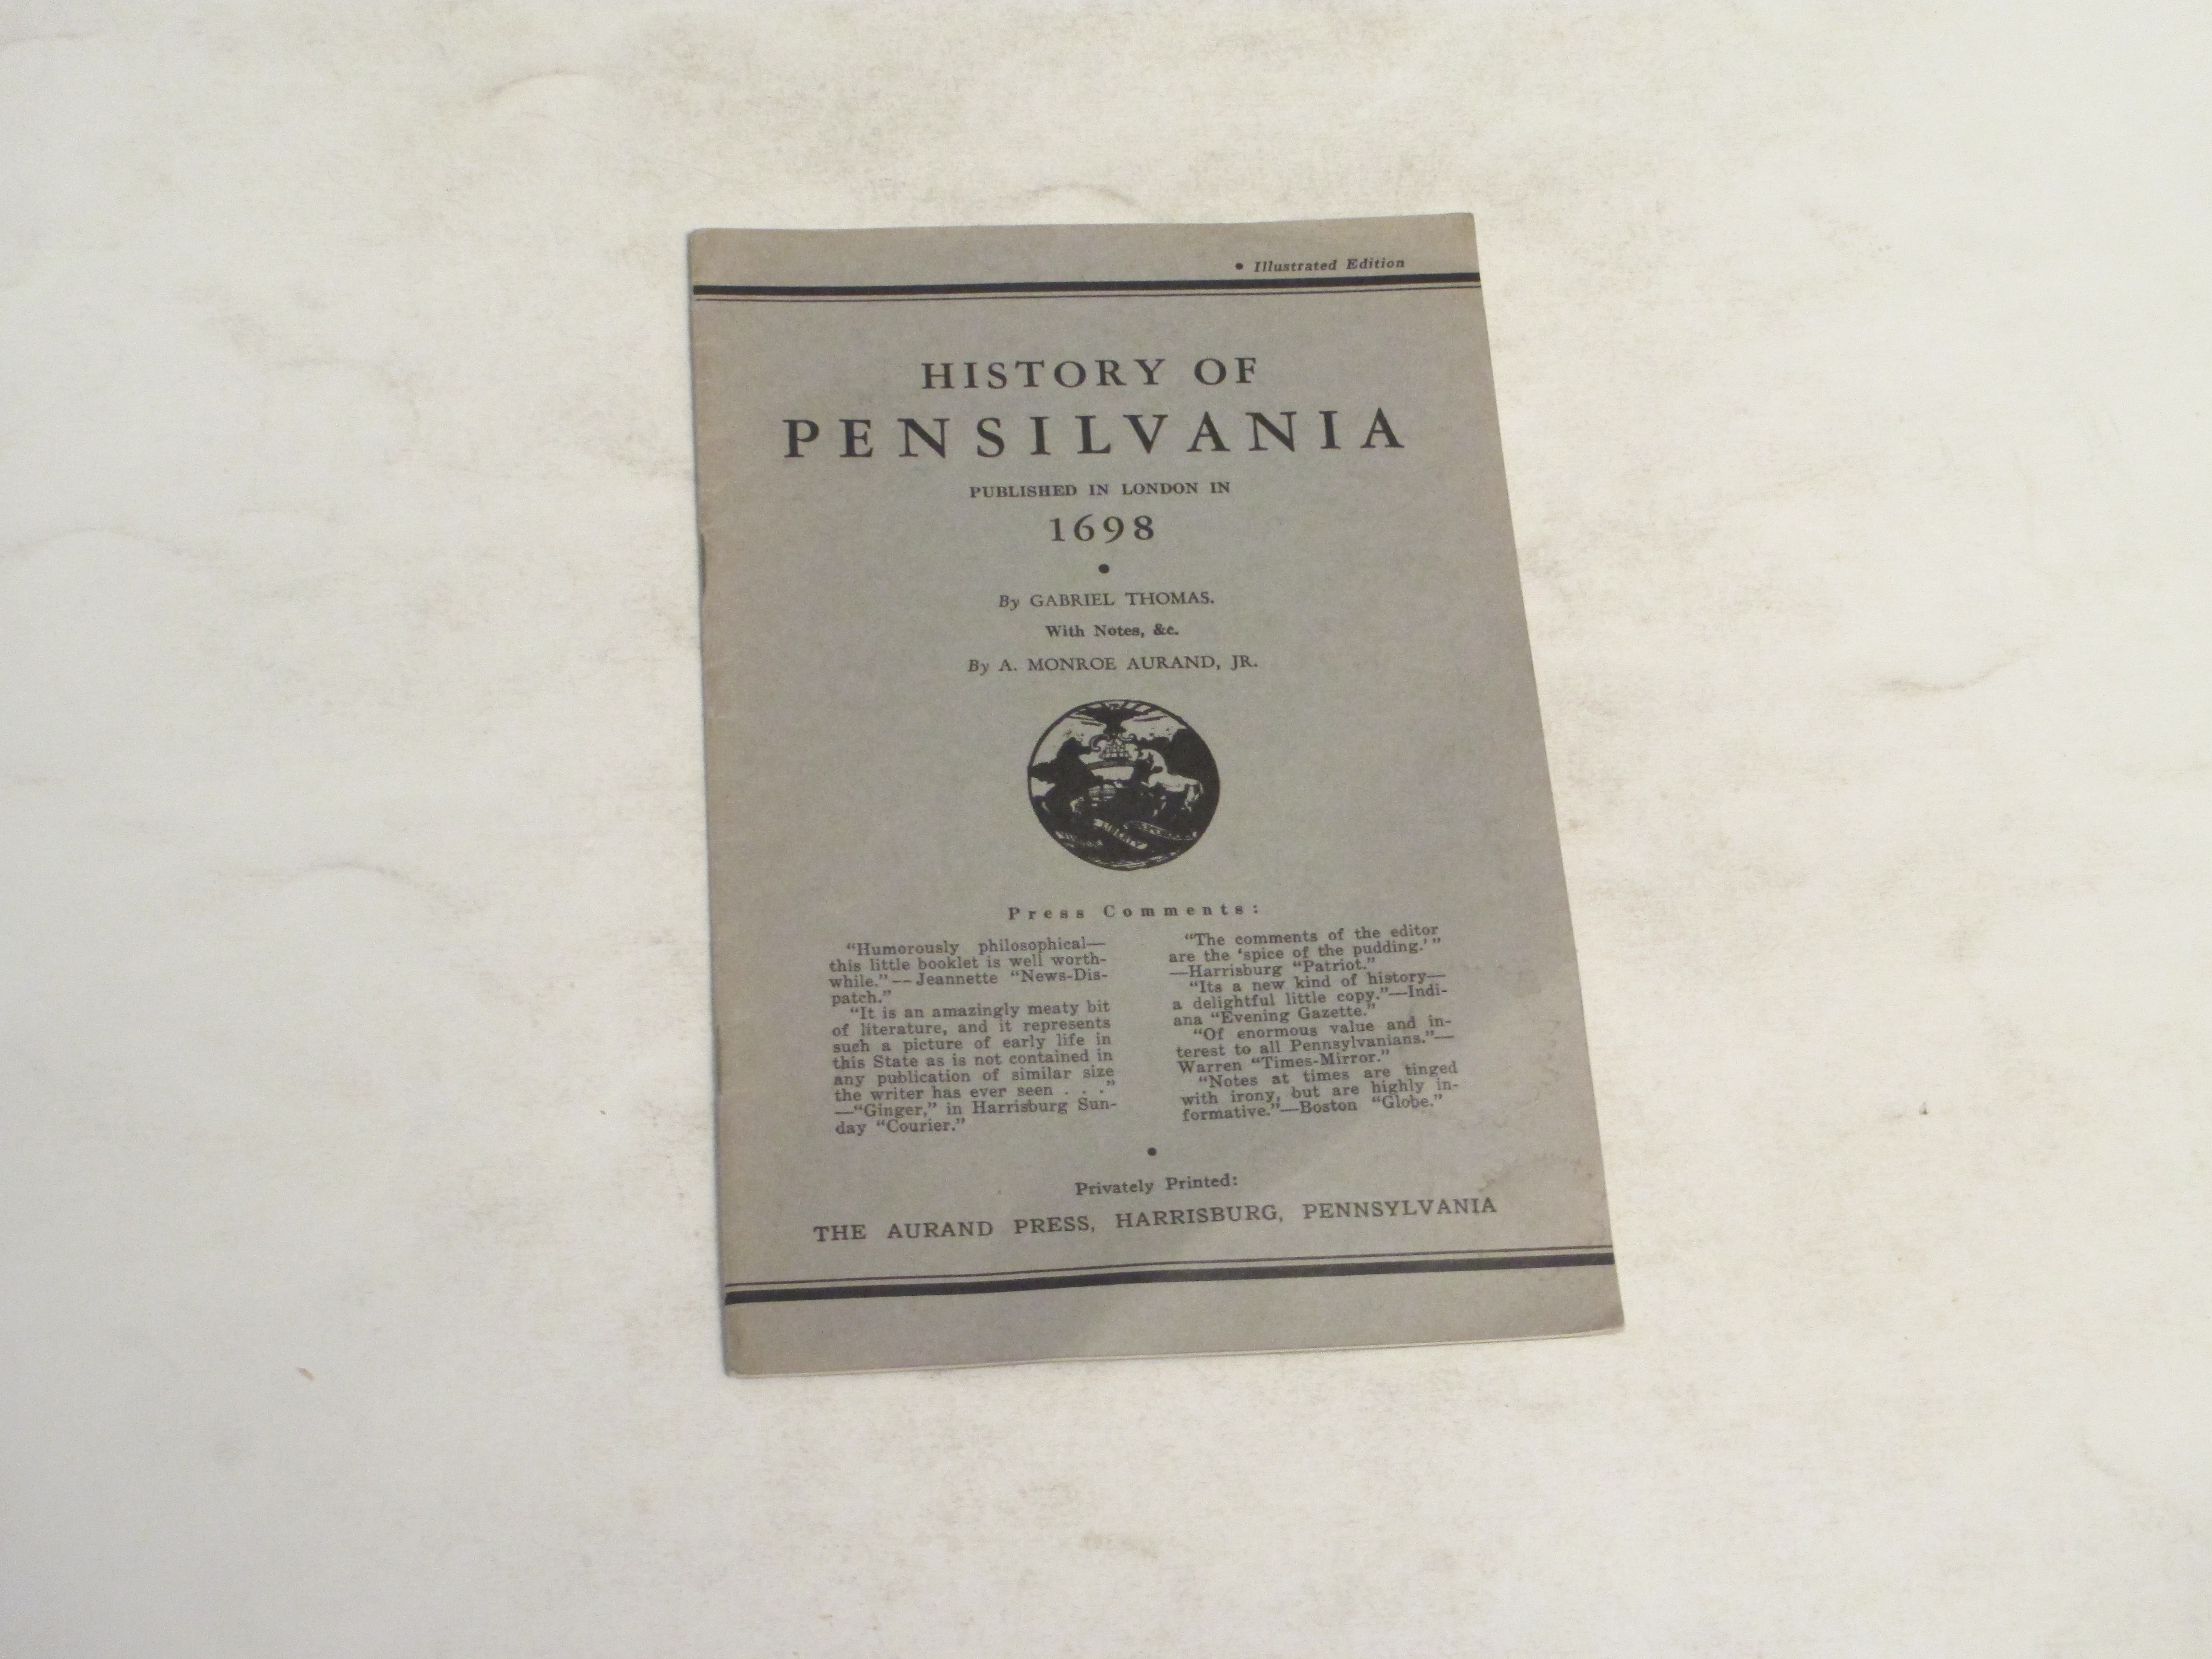 • Illustrated Edition
HISTORY OF
PENSILVANIA
PUBLISHED IN LONDON IN
1698
•
By GABRIEL THOMAS.
With Notes, &c.
By A. MONROE AURAND, JR.
LIBERTY
Press Comments:
“Humorously philosophical—
this little booklet is well worth-
while.”—Jeannette “News-Dis-
patch.”
“It is an amazingly meaty bit
of literature, and it represents
such a picture of early life in
this State as is not contained in
any publication of similar size
the writer has ever seen . . .”
—“Ginger,” in Harrisburg Sun-
day “Courier.”
“The comments of the editor
are the ‘spice of the pudding.’”
—Harrisburg “Patriot.”
“Its a new kind of history—
a delightful little copy.”—Indi-
ana “Evening Gazette.”
“Of enormous value and in-
terest to all Pennsylvanians.”—
Warren “Times-Mirror.”
“Notes at times are tinged
with irony, but are highly in-
formative.”—Boston “Globe.”
•
Privately Printed:
THE AURAND PRESS, HARRISBURG, PENNSYLVANIA